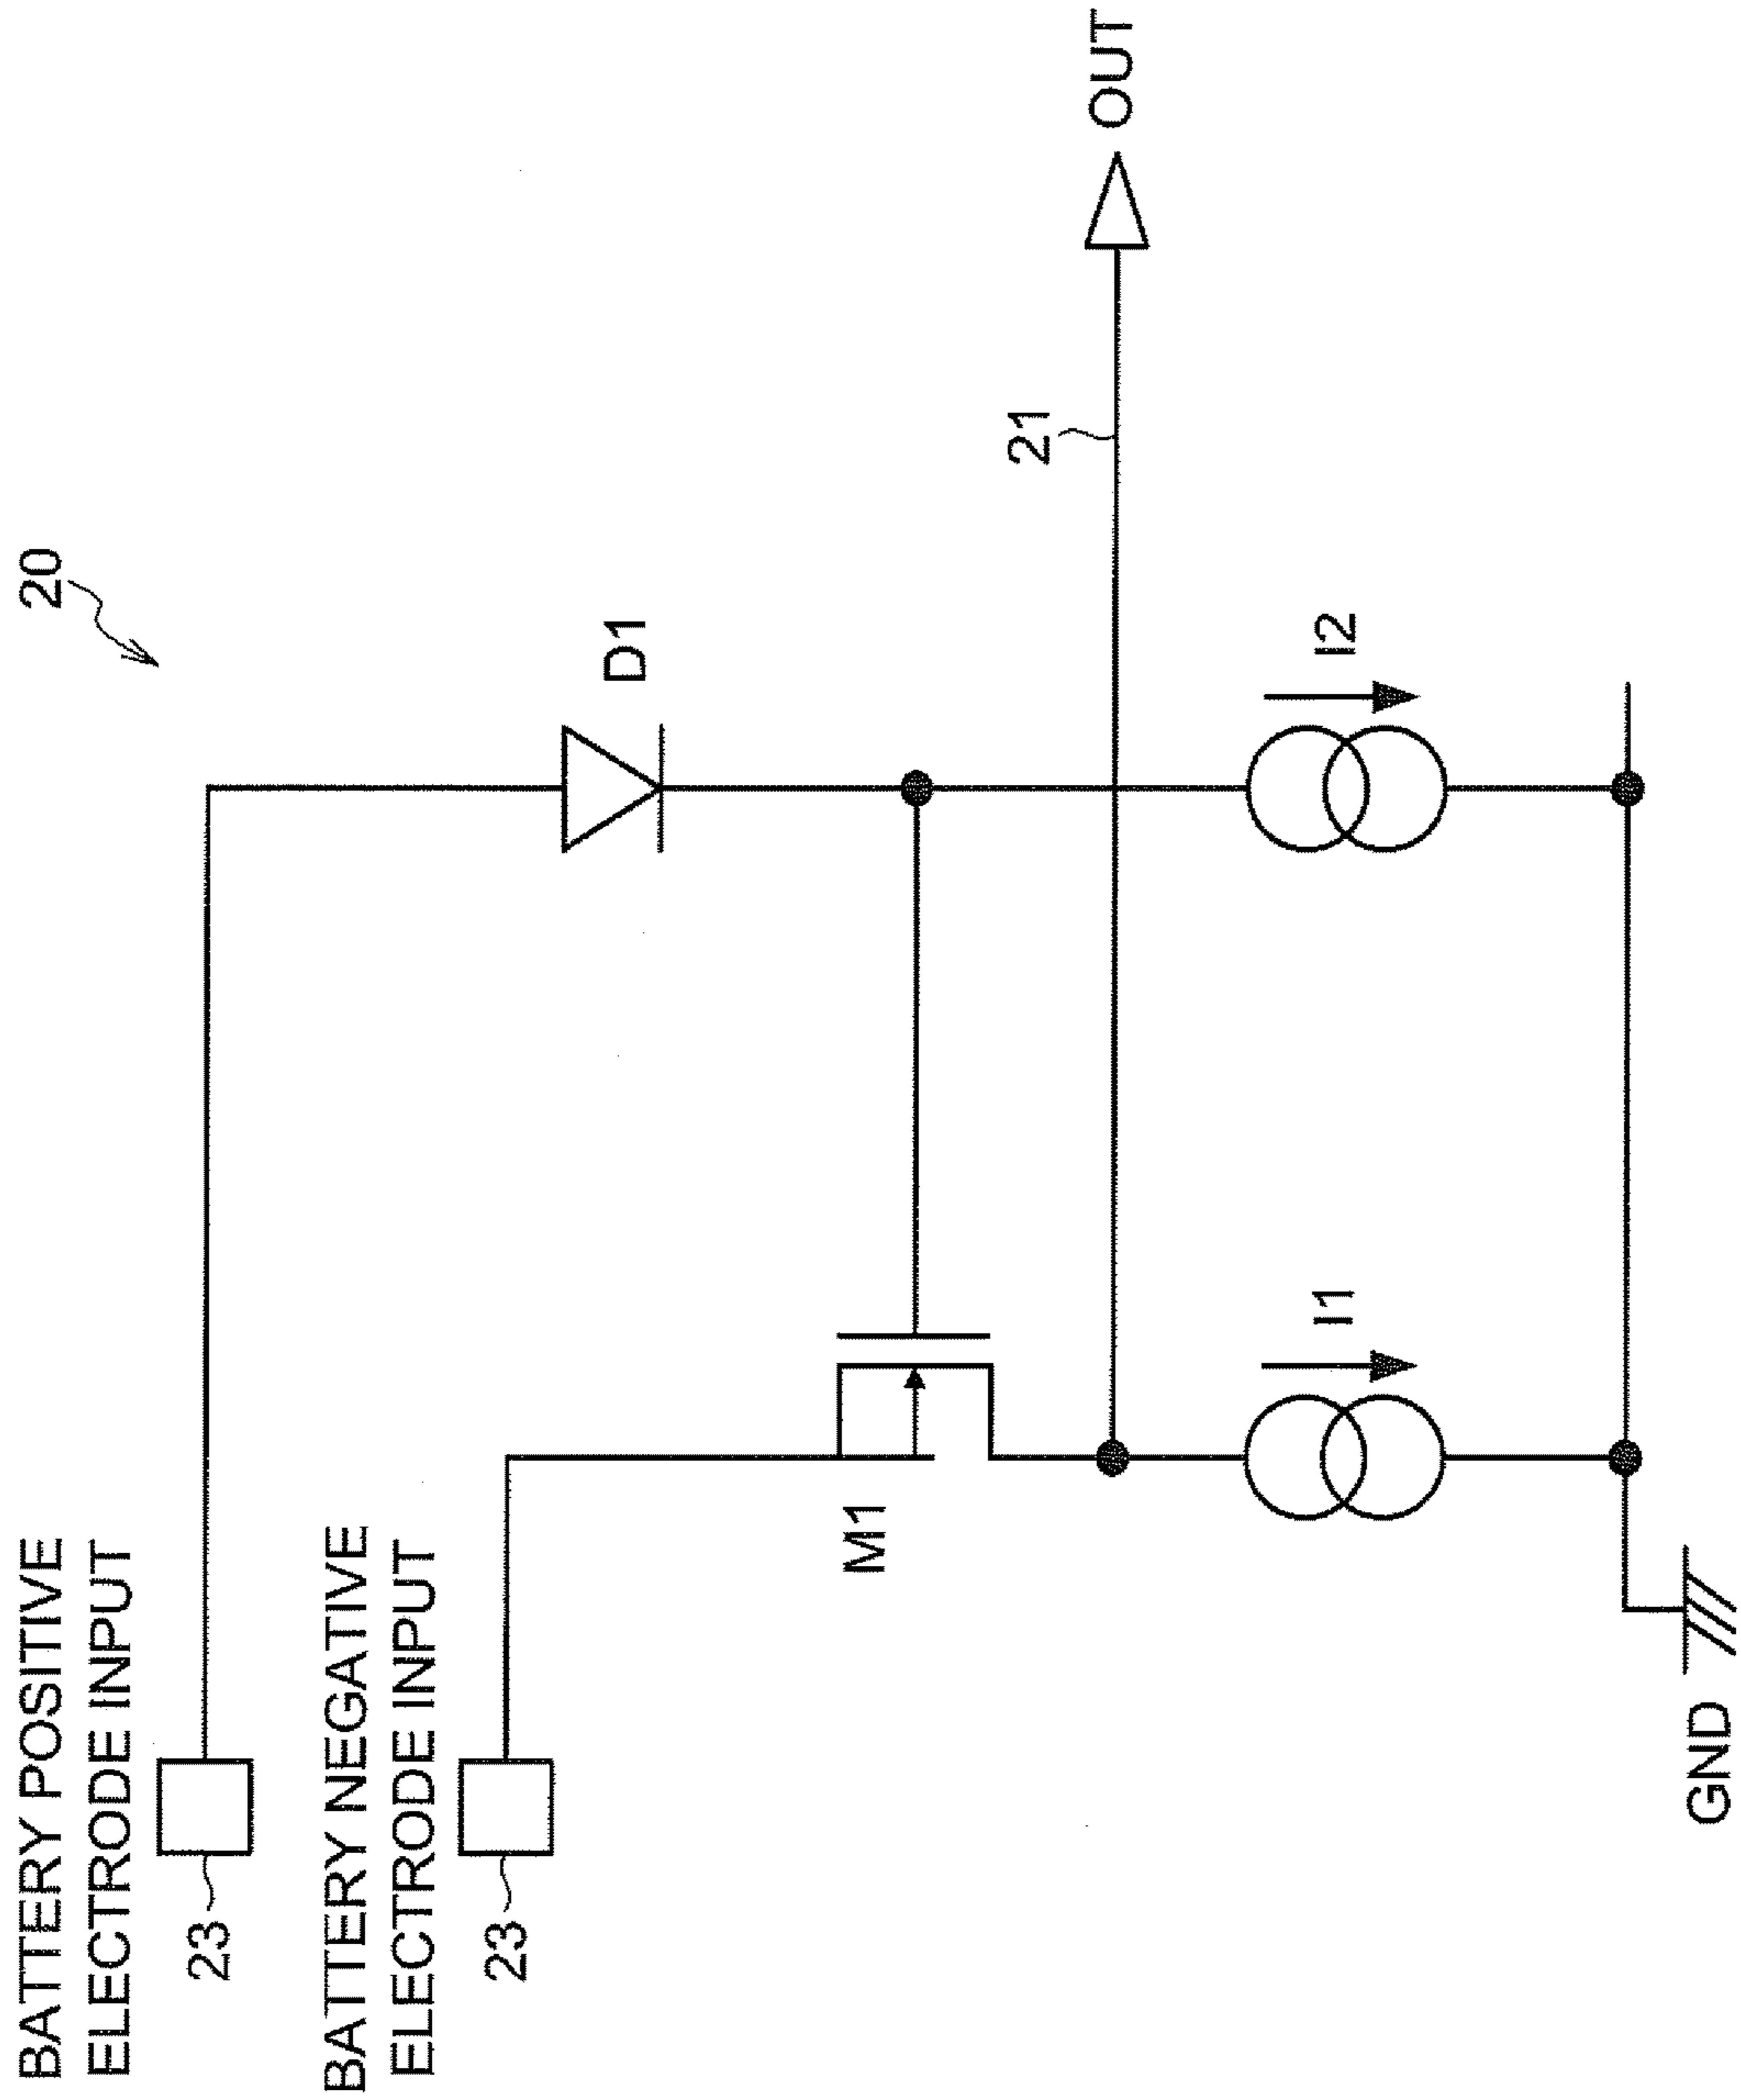 20
BATTERY POSITIVE
ELECTRODE INPUT
23
BATTERY NEGATIVE
ELECTRODE INPUT
23
D1
M1
21
OUT
I1
I2
GND